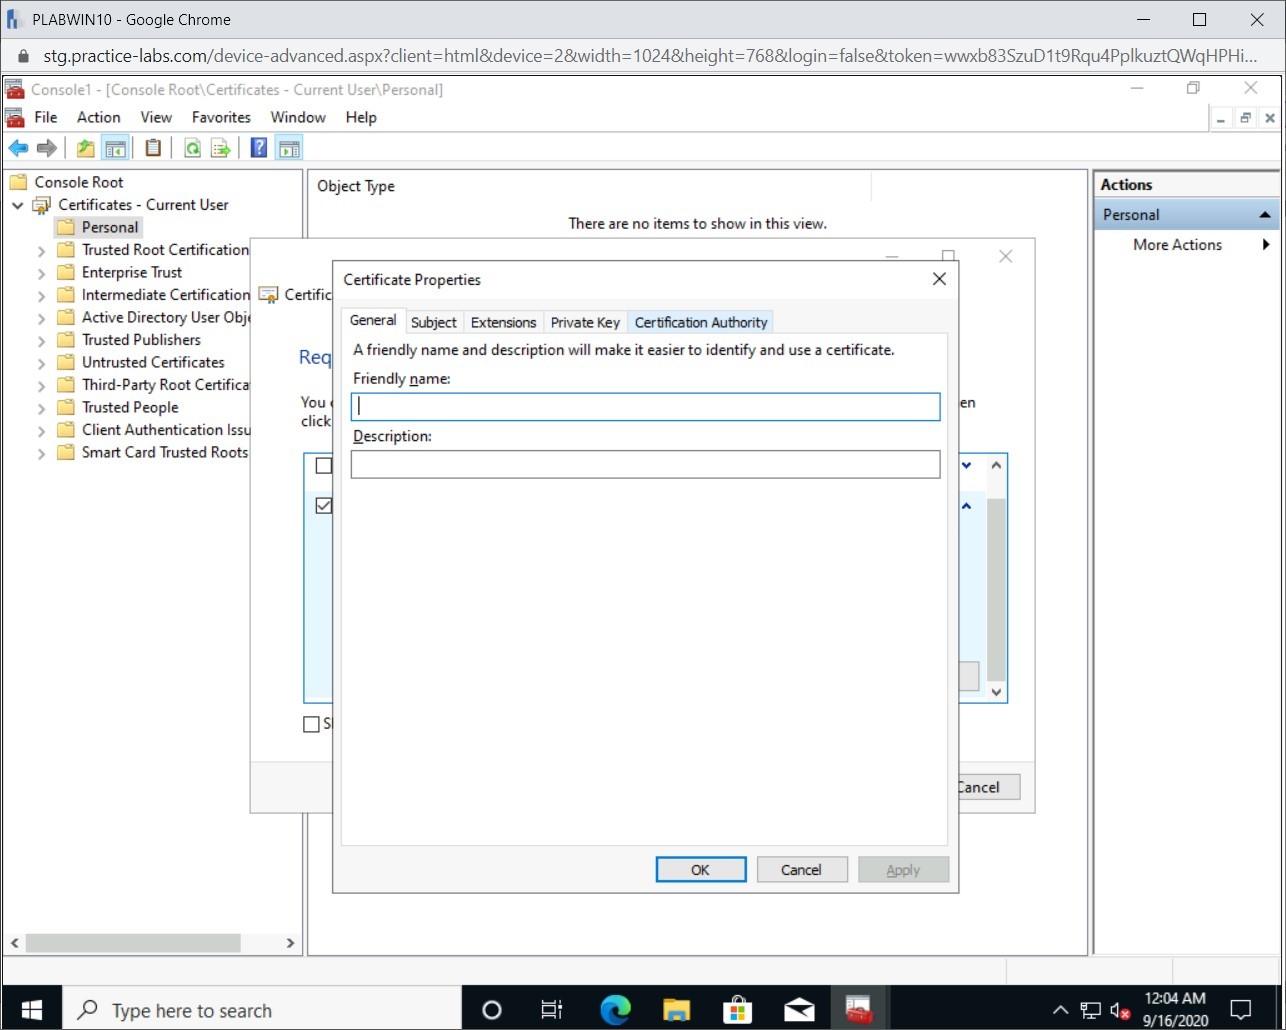 PLABWIN10 - Google Chrome
stg.practice-labs.com/device-advanced.aspx?client=html&device=2&width=1024&height=768&login=false&token=wwxb83SzuD1t9Rqu4PplkuztQWqHPHi...
Console1 - [Console Root\Certificates - Current User\Personal]
File Action View Favorites Window Help
Console Root
Certificates - Current User
Personal
Trusted Root Certification
Enterprise Trust
Intermediate Certification
Active Directory User Obje
Trusted Publishers
Untrusted Certificates
Third-Party Root Certifica
Trusted People
Client Authentication Issu
Smart Card Trusted Roots
Object Type
There are no items to show in this view.
Actions
Personal
More Actions
Certific
Req
You
click
en
Cancel
Certificate Properties
General Subject Extensions Private Key Certification Authority
A friendly name and description will make it easier to identify and use a certificate.
Friendly name:
Description:
OK Cancel Apply
Type here to search
12:04 AM
9/16/2020